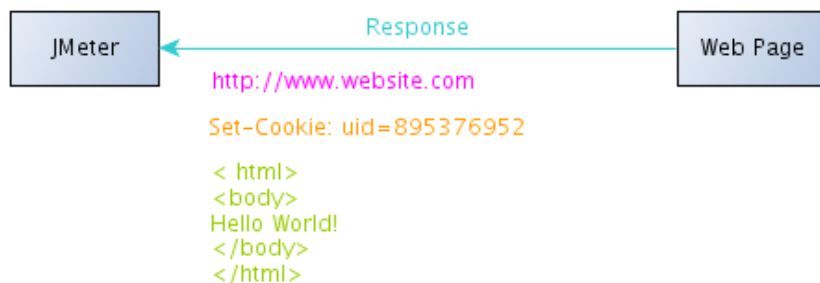 Response
JMeter
Web Page
http://www.website.com
Set-Cookie: uid=895376952
< html>
<body>
Hello World!
</body>
</html>